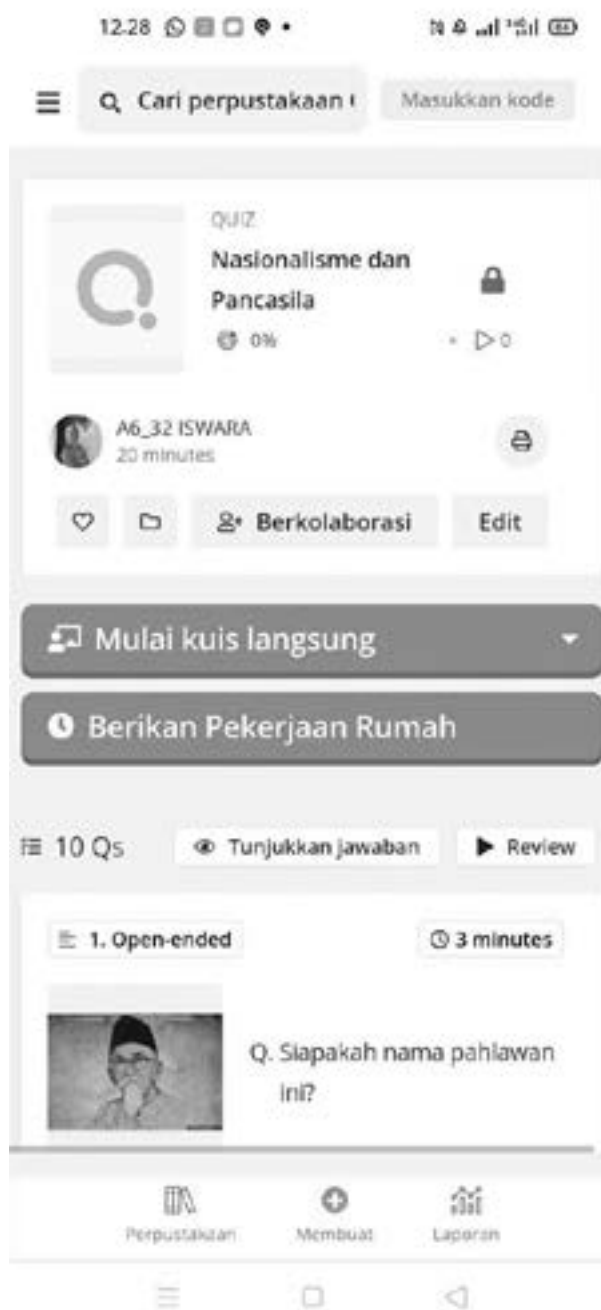 12.28
Cari perpustakaan
Masukkan kode
QUIZ
Nasionalisme dan
Pancasila
0%
0
A6_32 ISWARA
20 minutes
Berkolaborasi
Edit
Mulai kuis langsung
Berikan Pekerjaan Rumah
10 Qs
Tunjukkan jawaban
Review
1. Open-ended
3 minutes
Q. Siapakah nama pahlawan
ini?
Perpustakaan
Membuat
Laporan